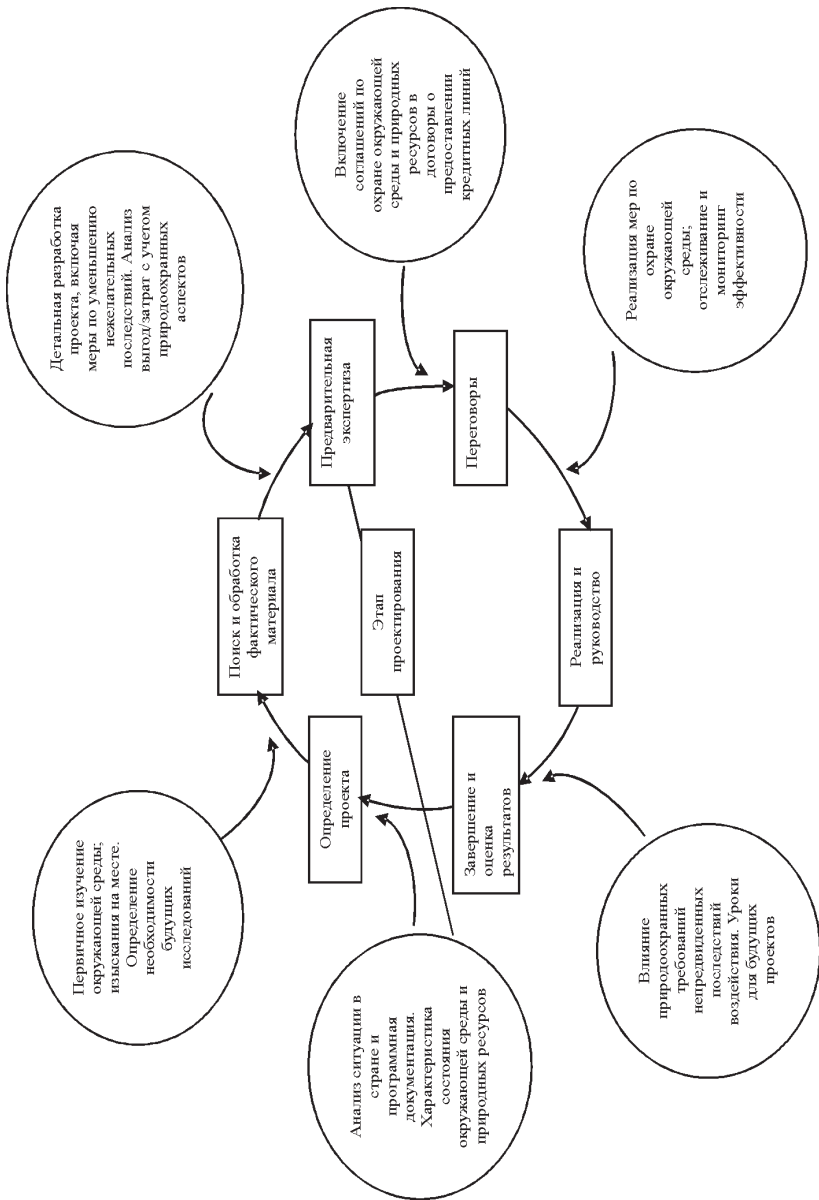 Первичное изучение
окружающей среды;
изыскания на месте.
Определение
необходимости
будущих
исследований
Детальная разработка
проекта, включая
меры по уменьшению
нежелательных
последствий. Анализ
выгод/затрат с учетом
природоохранных
аспектов
Поиск и обработка
фактического
материала
Включение
соглашений по
охране окружающей
среды и природных
ресурсов в
договоры о
предоставлении
кредитных линий
Анализ ситуации в
стране и
программная
документация.
Характеристика
состояния
окружающей среды и
природных ресурсов
Определение
проекта
Предварительная
экспертиза
Этап
проектирования
Завершение и
оценка
результатов
Переговоры
Реализация и
руководство
Влияние
природоохранных
требований
непредвиденных
последствий
воздействия. Уроки
для будущих
проектов
Реализация мер по
охране
окружающей
среды;
отслеживание и
мониторинг
эффективности